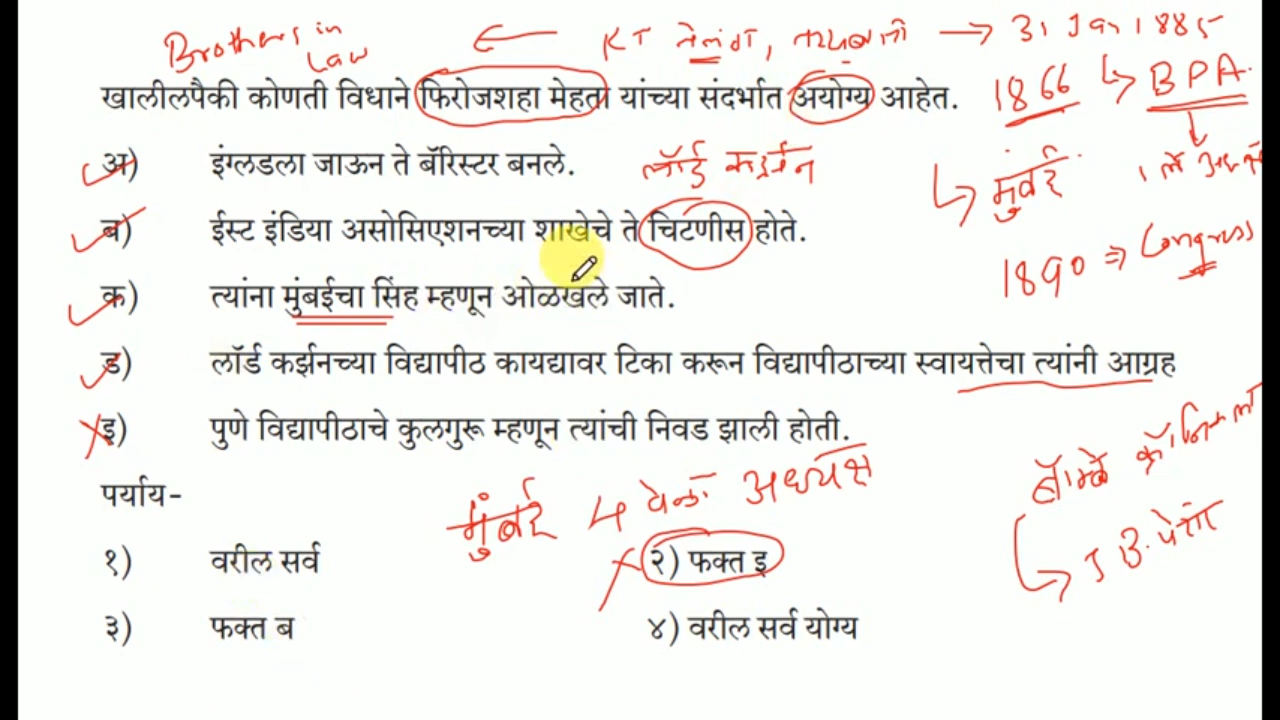 Brothers in Law ← KT तेलंग, तय्यबजी → 31 Jan 1885
खालीलपैकी कोणती विधाने फिरोजशहा मेहता यांच्या संदर्भात अयोग्य आहेत.
1866 ↳ BPA
अ) इंग्लडला जाऊन ते बॅरिस्टर बनले.
लॉर्ड कर्झन
↳ मुंबई
ब) ईस्ट इंडिया असोसिएशनच्या शाखेचे ते चिटणीस होते.
1890 ⇒ Congress
क) त्यांना मुंबईचा सिंह म्हणून ओळखले जाते.
ड) लॉर्ड कर्झनच्या विद्यापीठ कायद्यावर टिका करून विद्यापीठाच्या स्वायत्तेचा त्यांनी आग्रह
इ) पुणे विद्यापीठाचे कुलगुरू म्हणून त्यांची निवड झाली होती.
पर्याय-
मुंबई 4 वेळा अध्यक्ष
बॉम्बे क्रॉनिकल
१) वरील सर्व
२) फक्त इ
३) फक्त ब
४) वरील सर्व योग्य